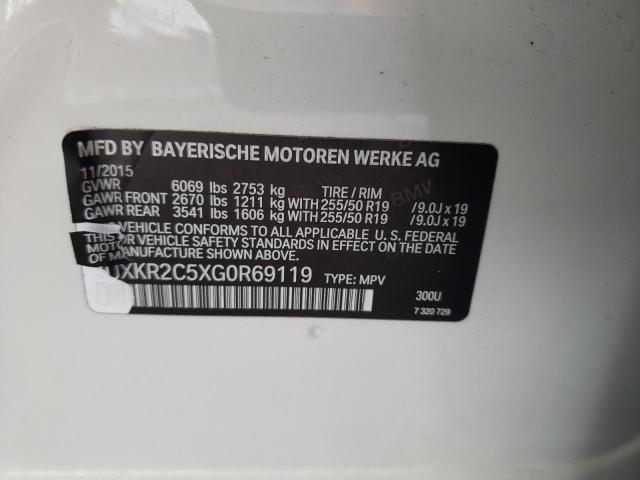 MFD BY BAYERISCHE MOTOREN WERKE AG
11/2015
GVWR 6069 lbs 2753 kg TIRE / RIM
GAWR FRONT 2670 lbs 1211 kg WITH 255/50 R19 /9.0J x 19
GAWR REAR 3541 lbs 1606 kg WITH 255/50 R19 /9.0J x 19
VEHICLE CONFORMS TO ALL APPLICABLE U.S. FEDERAL
MOTOR VEHICLE SAFETY STANDARDS IN EFFECT ON THE DATE
OF MANUFACTURE SHOWN ABOVE.
UXKR2C5XG0R69119 TYPE: MPV
300U
7 320 729